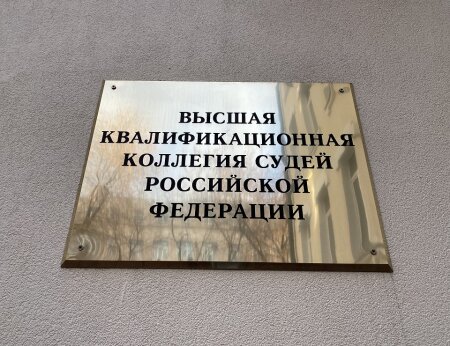 ВЫСШАЯ
КВАЛИФИКАЦИОННАЯ
КОЛЛЕГИЯ СУДЕЙ
РОССИЙСКОЙ
ФЕДЕРАЦИИ